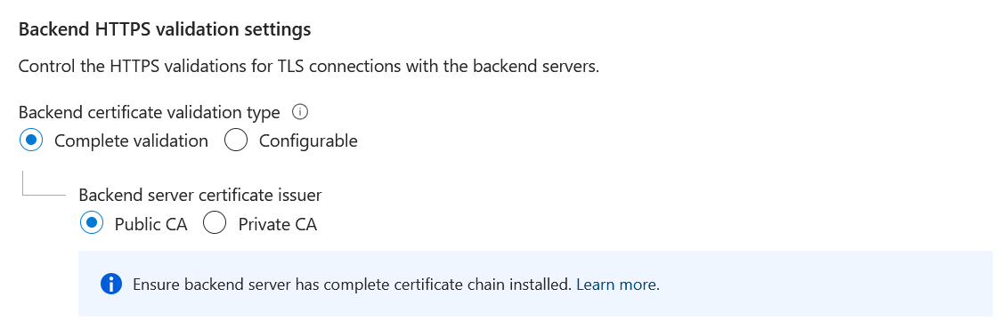 Backend HTTPS validation settings
Control the HTTPS validations for TLS connections with the backend servers.
Backend certificate validation type
Complete validation Configurable
Backend server certificate issuer
Public CA Private CA
Ensure backend server has complete certificate chain installed. Learn more.